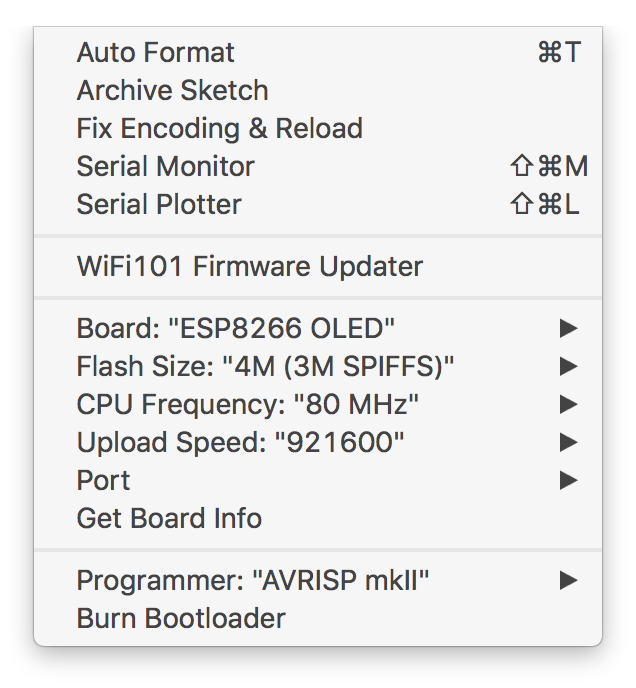 Auto Format ⌘T
Archive Sketch
Fix Encoding & Reload
Serial Monitor ⇧⌘M
Serial Plotter ⇧⌘L
WiFi101 Firmware Updater
Board: "ESP8266 OLED"
Flash Size: "4M (3M SPIFFS)"
CPU Frequency: "80 MHz"
Upload Speed: "921600"
Port
Get Board Info
Programmer: "AVRISP mkII"
Burn Bootloader